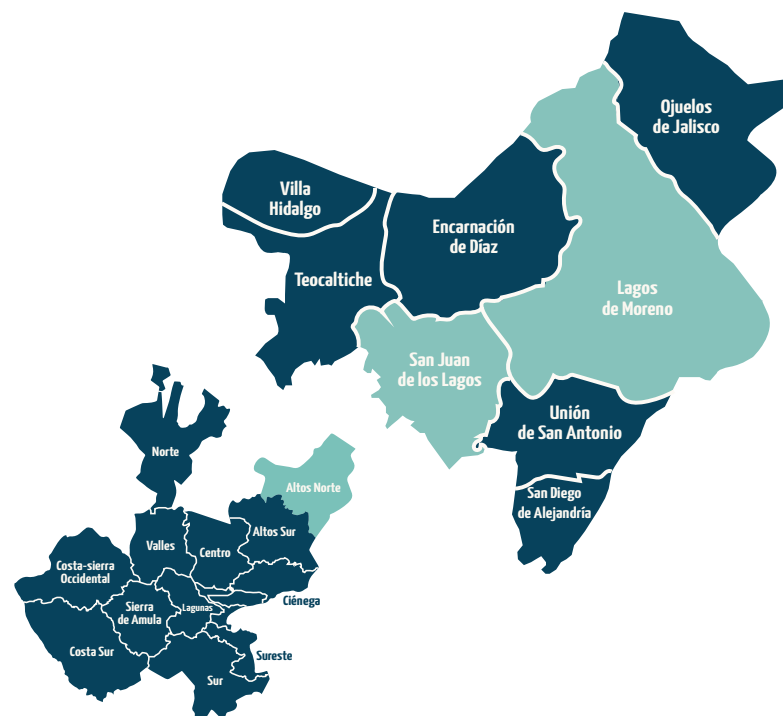 Ojuelos
de Jalisco
Villa
Hidalgo
Encarnación
de Díaz
Teocaltiche
Lagos
de Moreno
San Juan
de los Lagos
Unión
de San Antonio
San Diego
de Alejandría
Norte
Altos Norte
Altos Sur
Valles
Centro
Costa-sierra
Occidental
Ciénega
Lagunas
Sierra
de Amula
Costa Sur
Sureste
Sur